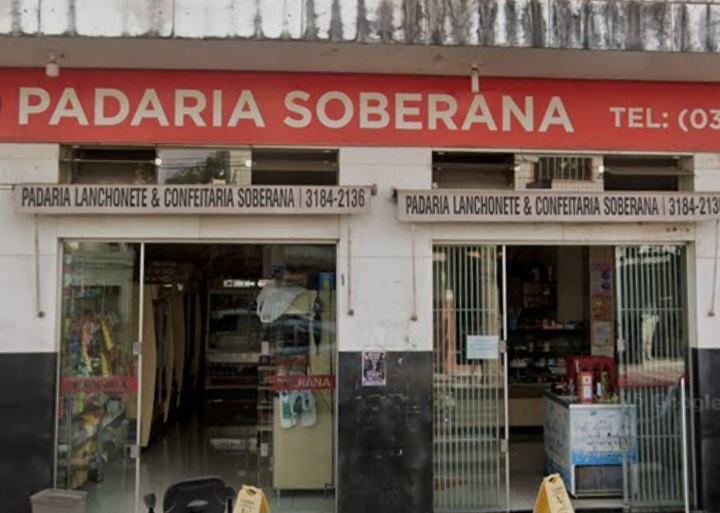 PADARIA SOBERANA TEL: (03
PADARIA LANCHONETE & CONFEITARIA SOBERANA | 3184-2136
PADARIA LANCHONETE & CONFEITARIA SOBERANA | 3184-213